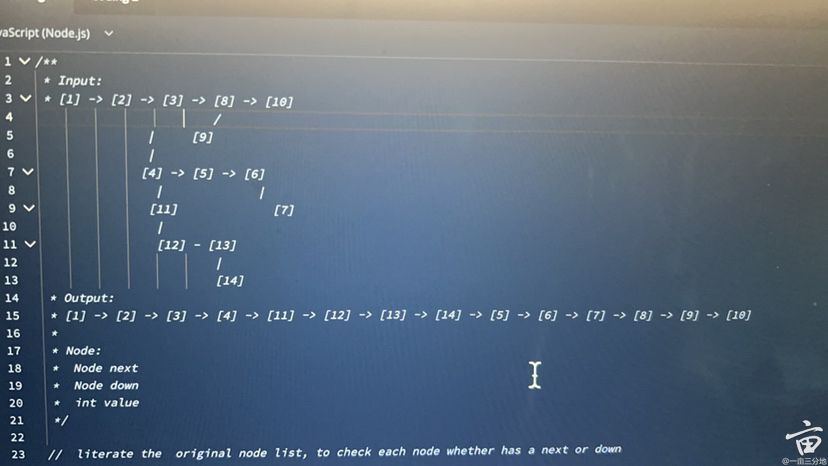 vaScript (Node.js)
1 /**
2 * Input:
3 * [1] -> [2] -> [3] -> [8] -> [10]
4 | /
5 | [9]
6 |
7 [4] -> [5] -> [6]
8 | |
9 [11] [7]
10 |
11 [12] - [13]
12 |
13 [14]
14 * Output:
15 * [1] -> [2] -> [3] -> [4] -> [11] -> [12] -> [13] -> [14] -> [5] -> [6] -> [7] -> [8] -> [9] -> [10]
16 *
17 * Node:
18 * Node next
19 * Node down
20 * int value
21 */
22
23 // literate the original node list, to check each node whether has a next or down
亩
@一亩三分地